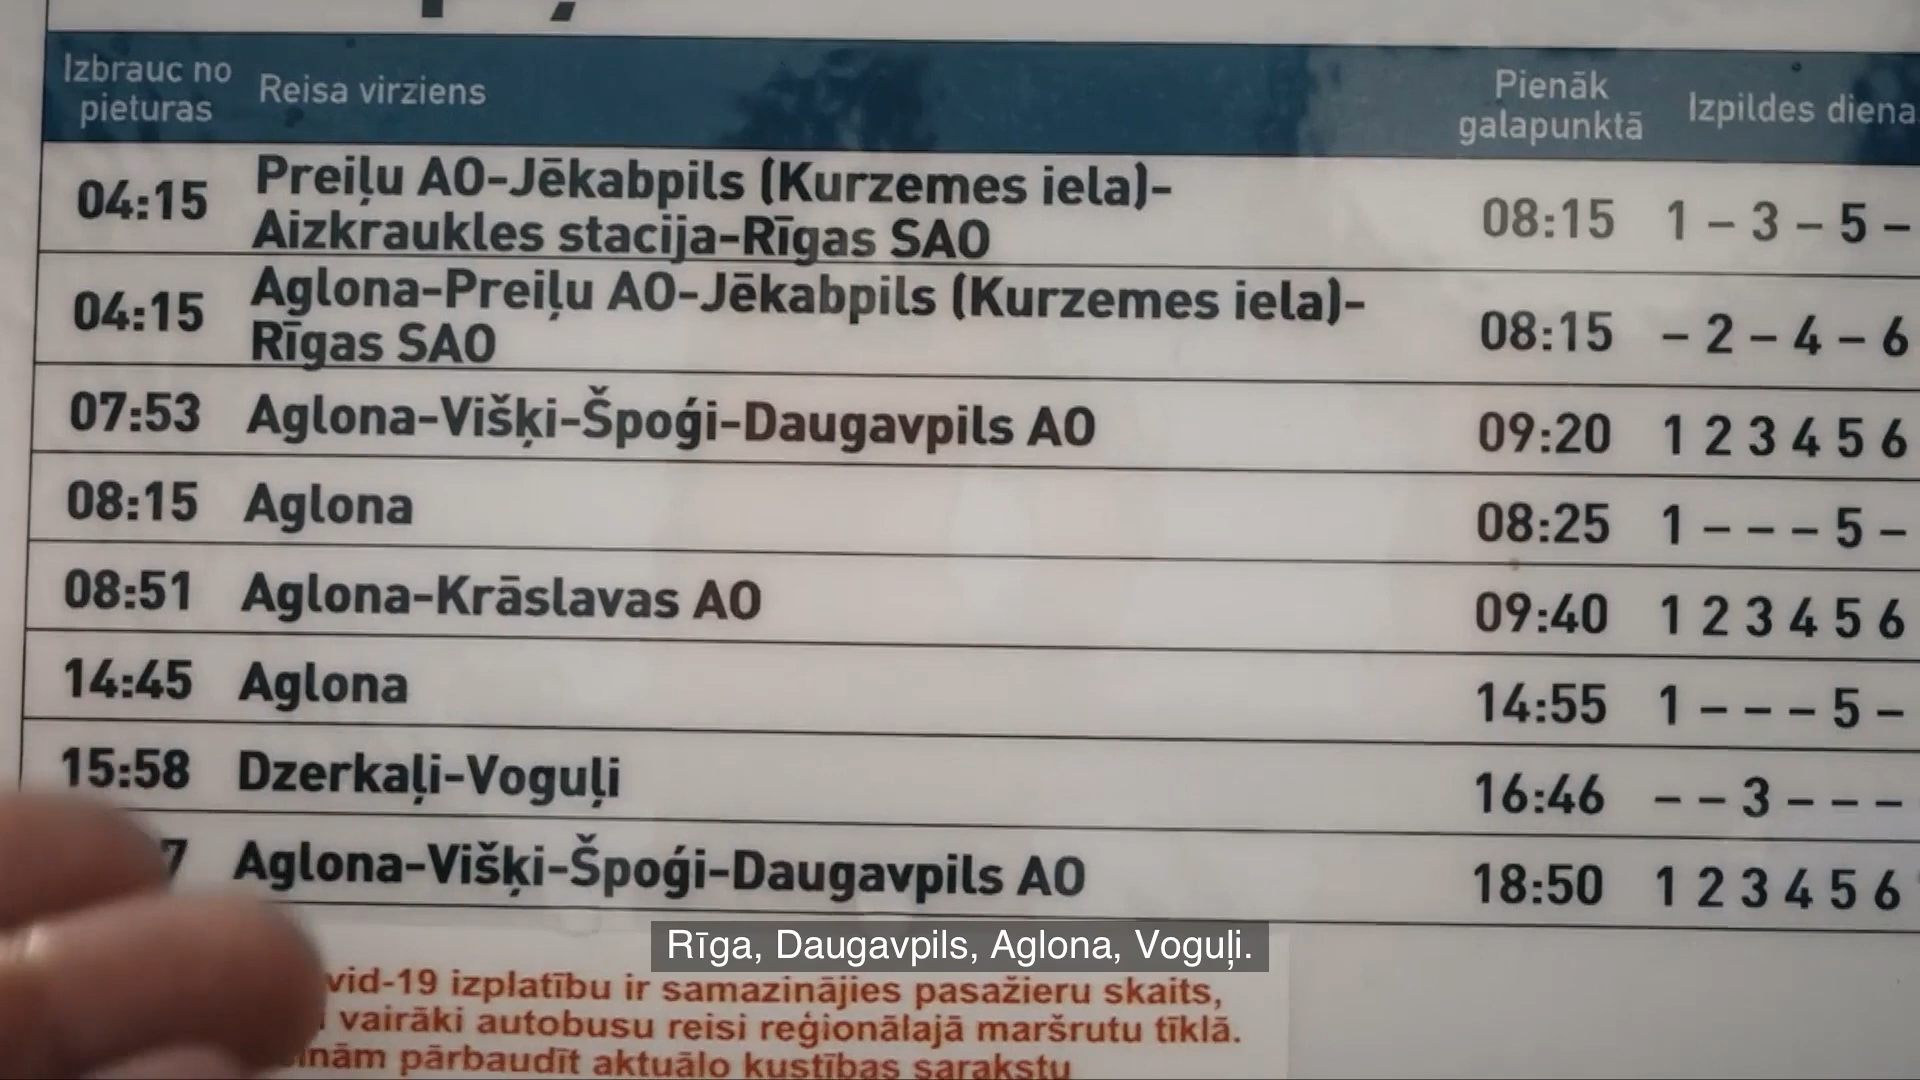 Izbrauc no pieturas Reisa virziens Pienāk galapunktā Izpildes diena
04:15 Preiļu AO-Jēkabpils (Kurzemes iela)-
Aizkraukles stacija-Rīgas SAO 08:15 1 – 3 – 5 –
04:15 Aglona-Preiļu AO-Jēkabpils (Kurzemes iela)-
Rīgas SAO 08:15 – 2 – 4 – 6
07:53 Aglona-Višķi-Špoģi-Daugavpils AO 09:20 1 2 3 4 5 6
08:15 Aglona 08:25 1 – – – 5 –
08:51 Aglona-Krāslavas AO 09:40 1 2 3 4 5 6
14:45 Aglona 14:55 1 – – – 5 –
15:58 Dzerkaļi-Voguļi 16:46 – – 3 – – –
7 Aglona-Višķi-Špoģi-Daugavpils AO 18:50 1 2 3 4 5 6
Rīga, Daugavpils, Aglona, Voguļi.
vid-19 izplatību ir samazinājies pasažieru skaits,
vairāki autobusu reisi reģionālajā maršrutu tīklā.
inām pārbaudīt aktuālo kustības sarakstu